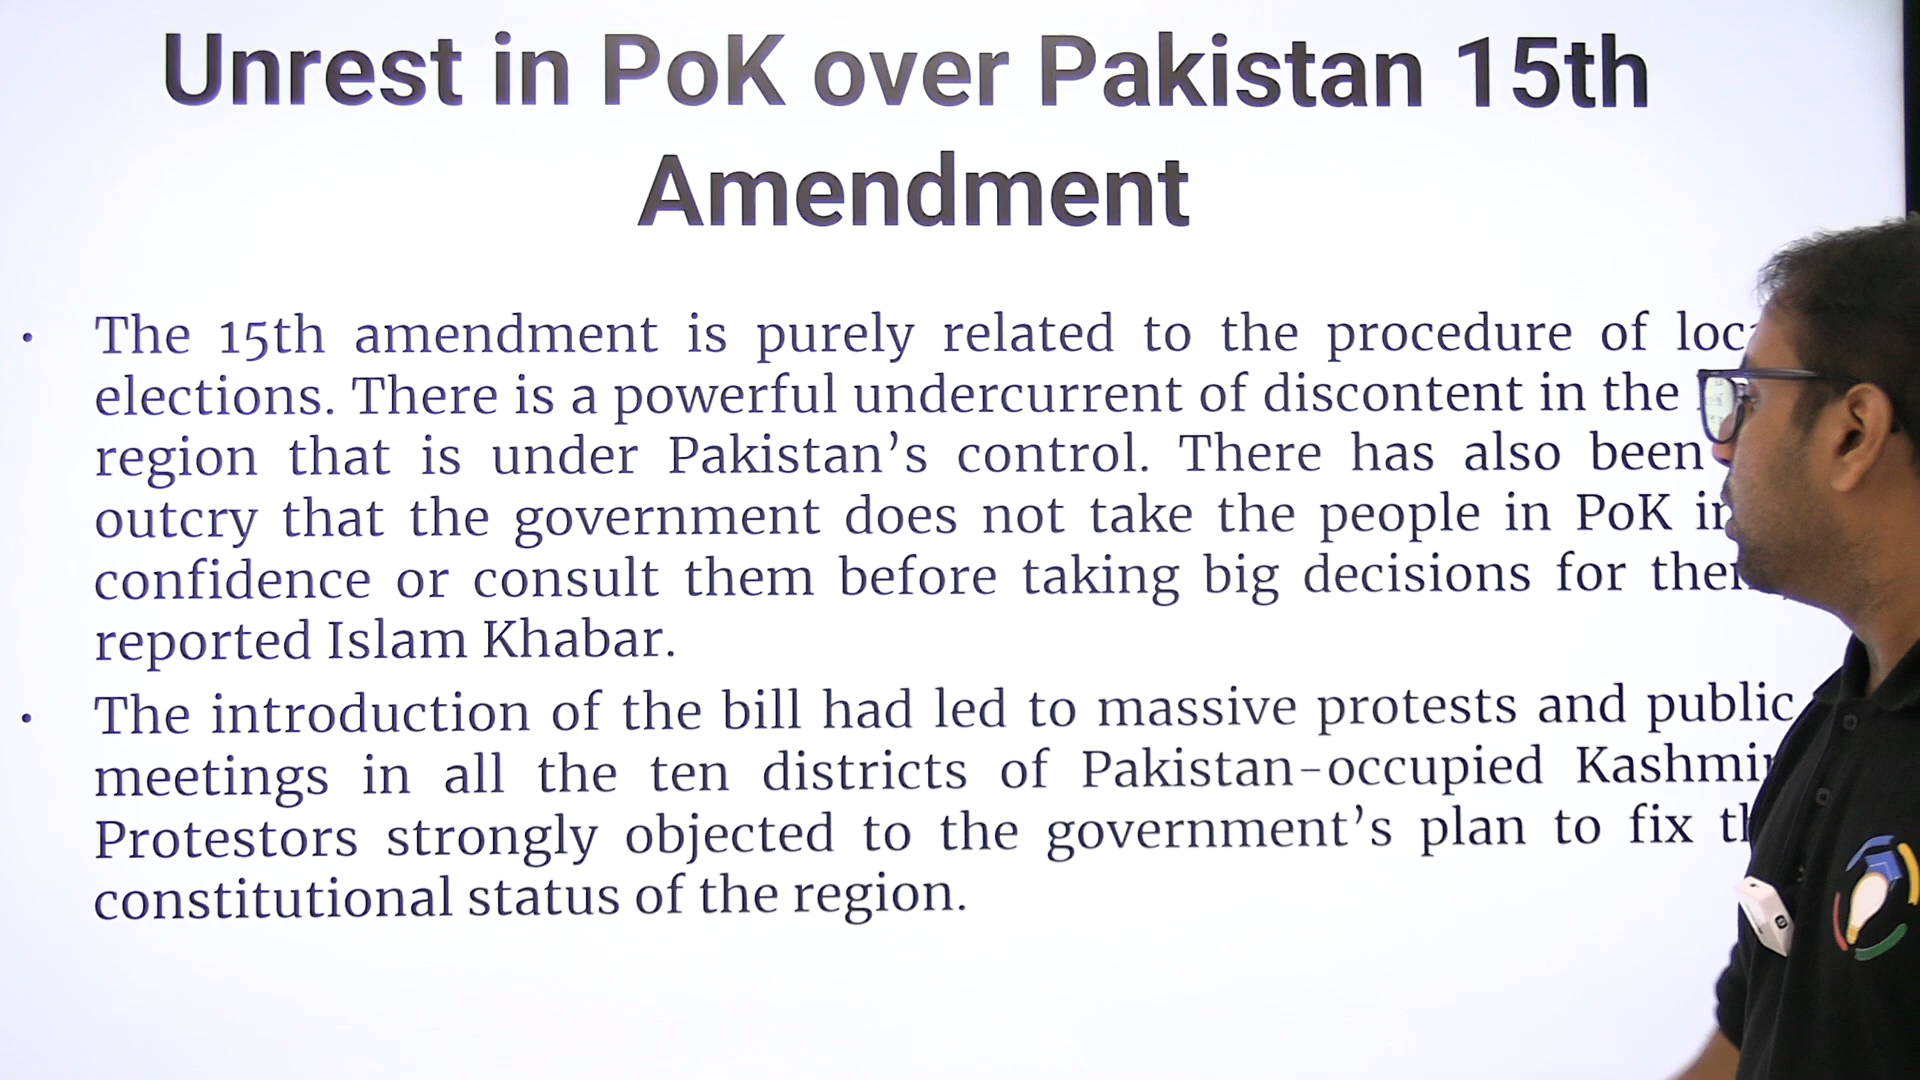 Unrest in PoK over Pakistan 15th
Amendment
• The 15th amendment is purely related to the procedure of
elections. There is a powerful undercurrent of discontent in the
region that is under Pakistan’s control. There has also been
outcry that the government does not take the people in PoK
confidence or consult them before taking big decisions for
reported Islam Khabar.
• The introduction of the bill had led to massive protests and public
meetings in all the ten districts of Pakistan-occupied
Protestors strongly objected to the government’s plan to fix
constitutional status of the region.